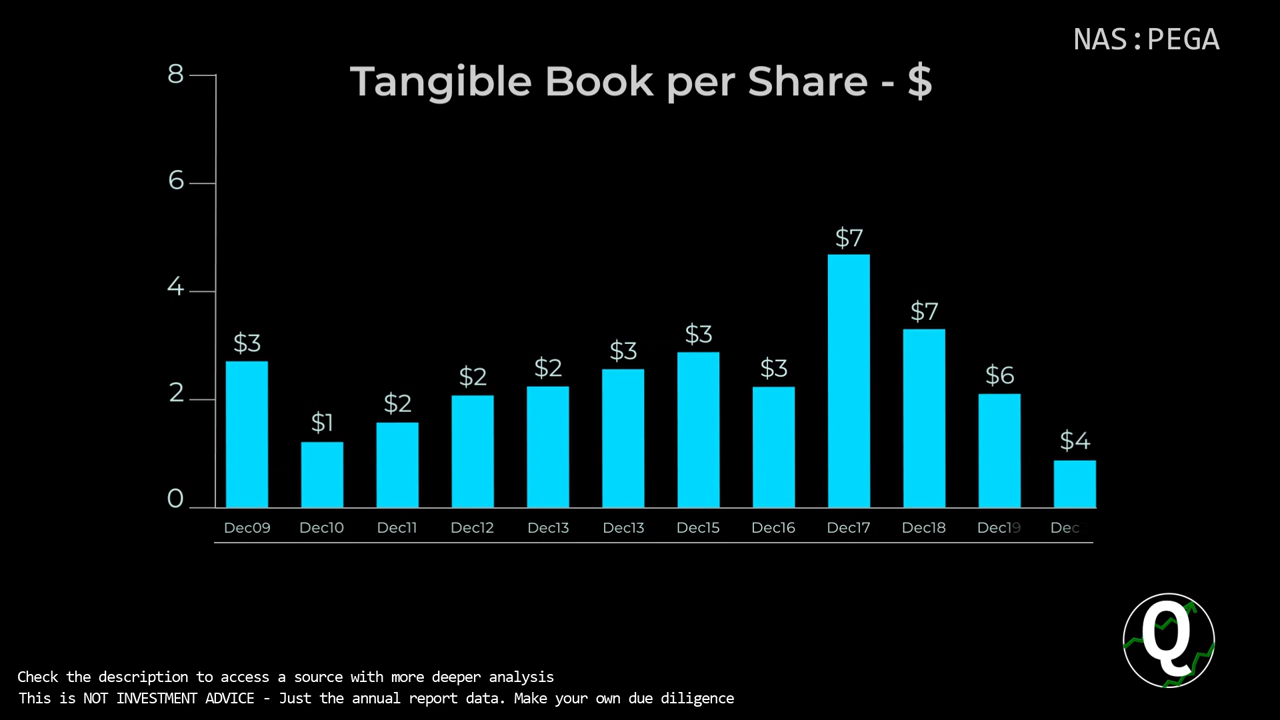 NAS:PEGA
Tangible Book per Share - $
8
6
4
2
0
$3
$1
$2
$2
$2
$3
$3
$3
$7
$7
$6
$4
Dec09 Dec10 Dec11 Dec12 Dec13 Dec13 Dec15 Dec16 Dec17 Dec18 Dec19 Dec
Q
Check the description to access a source with more deeper analysis
This is NOT INVESTMENT ADVICE - Just the annual report data. Make your own due diligence